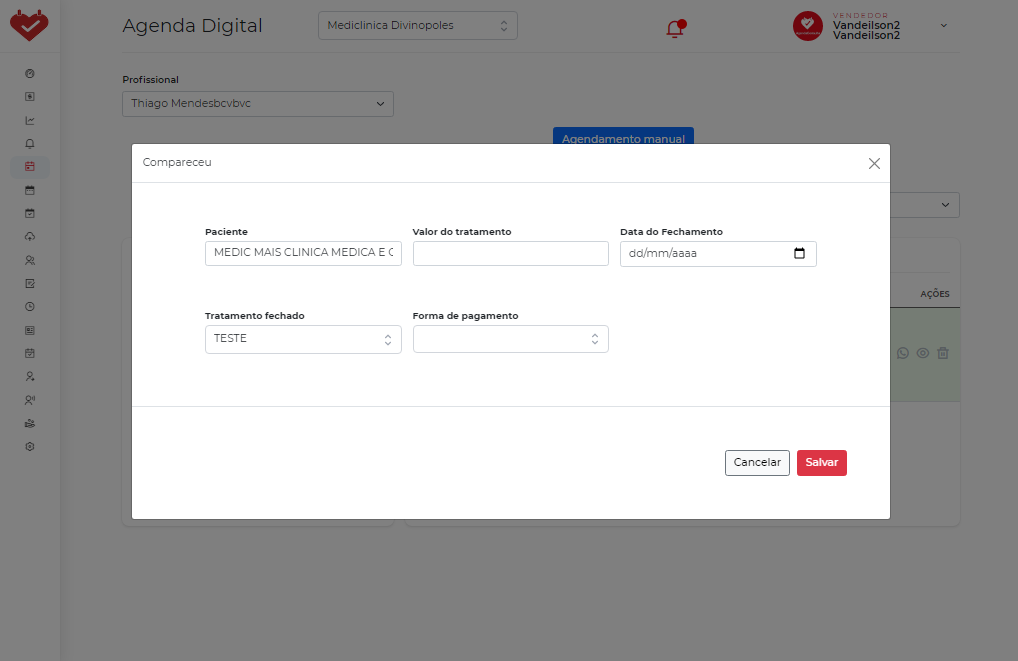 Agenda Digital
Mediclinica Divinopoles
VENDEDOR
Vandeilson2
Vandeilson2
Profissional
Thiago Mendesbcvbvc
Agendamento manual
Compareceu
Paciente
Valor do tratamento
Data do Fechamento
MEDIC MAIS CLINICA MEDICA E
dd/mm/aaaa
AÇÕES
Tratamento fechado
Forma de pagamento
TESTE
Cancelar
Salvar